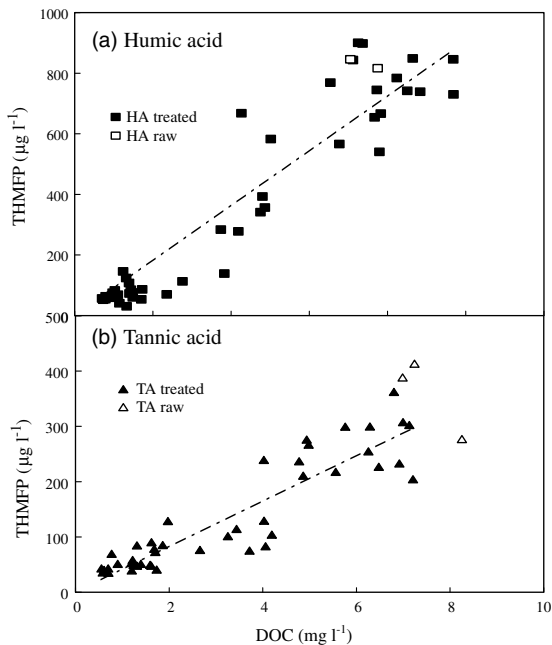 1000
(a) Humic acid
800
HA treated
HA raw
600
THMFP (µg l-1)
400
200
500
(b) Tannic acid
400
TA treated
TA raw
300
THMFP (µg l-1)
200
100
0
0 2 4 6 8 10
DOC (mg l-1)